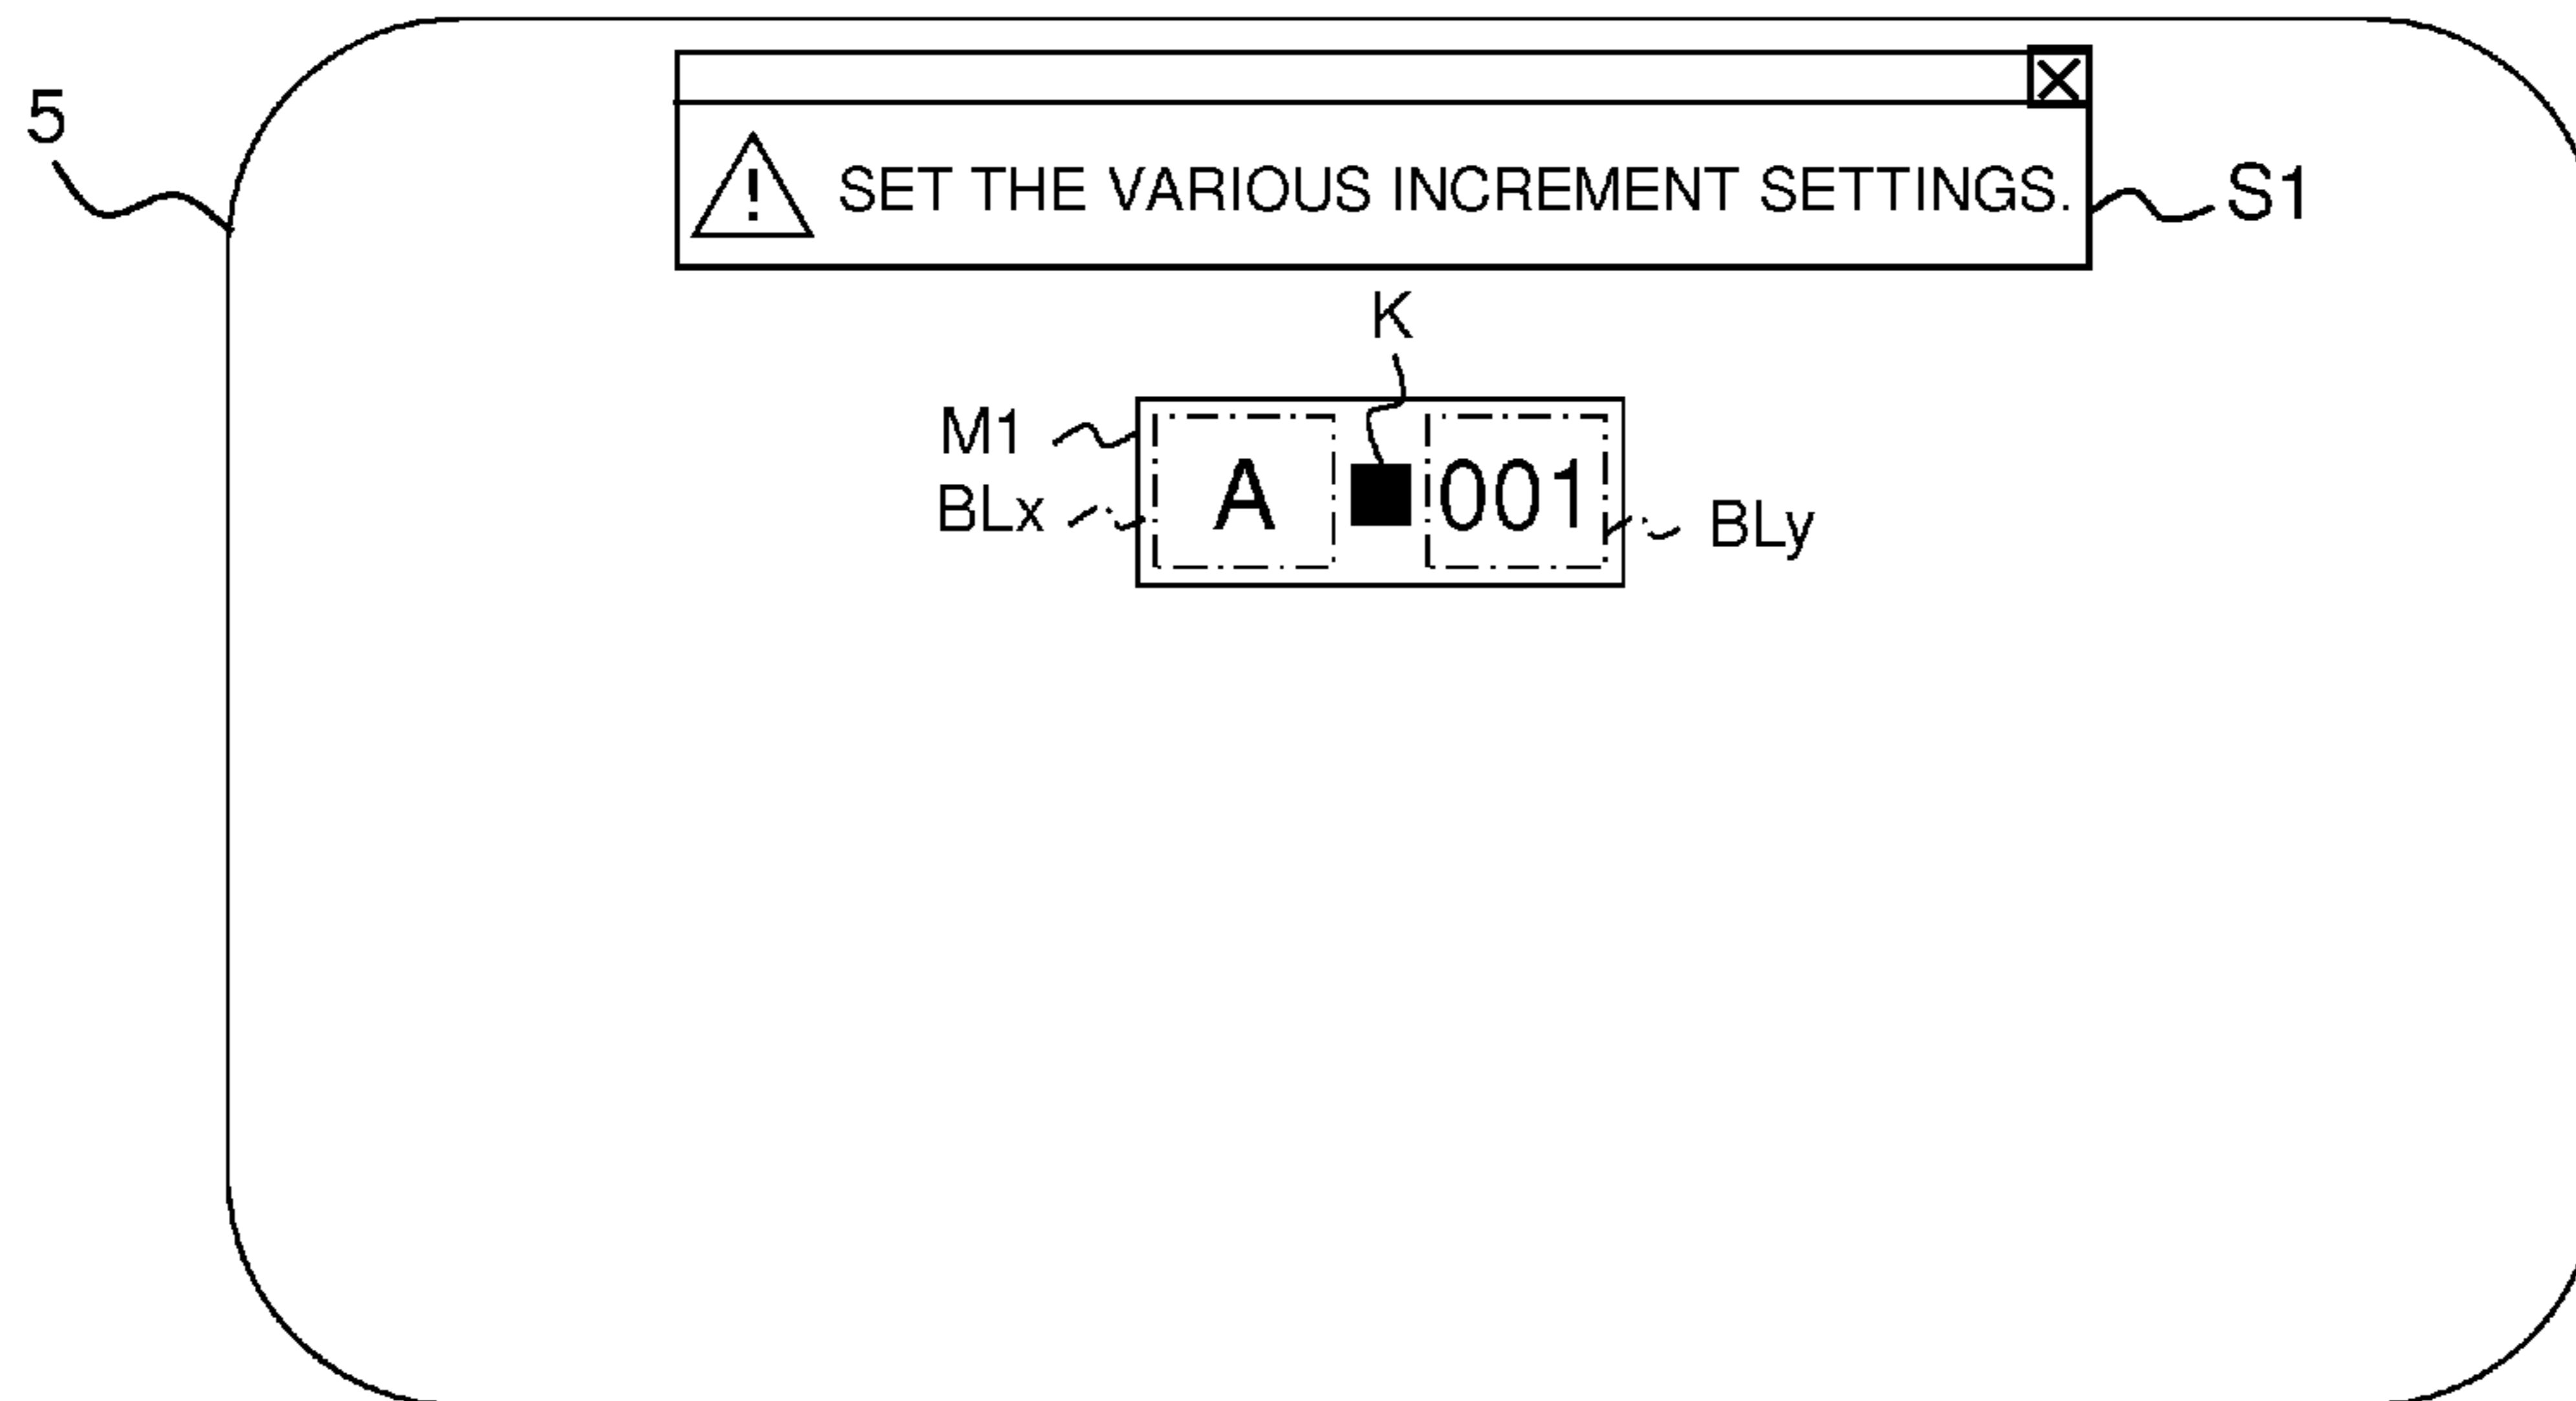 5
! SET THE VARIOUS INCREMENT SETTINGS.
S1
K
M1
A 001
BLx
BLy